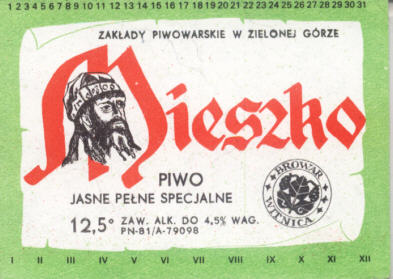 1 2 3 4 5 6 7 8 9 10 11 12 13 14 15 16 17 18 19 20 21 22 23 24 25 26 27 28 29 30 31
ZAKŁADY PIWOWARSKIE W ZIELONEJ GÓRZE
Mieszko
PIWO
JASNE PEŁNE SPECJALNE
12,5° ZAW. ALK. DO 4,5% WAG.
PN-81/A-79098
BROWAR
WITNICA
I II III IV V VI VII VIII IX X XI XII